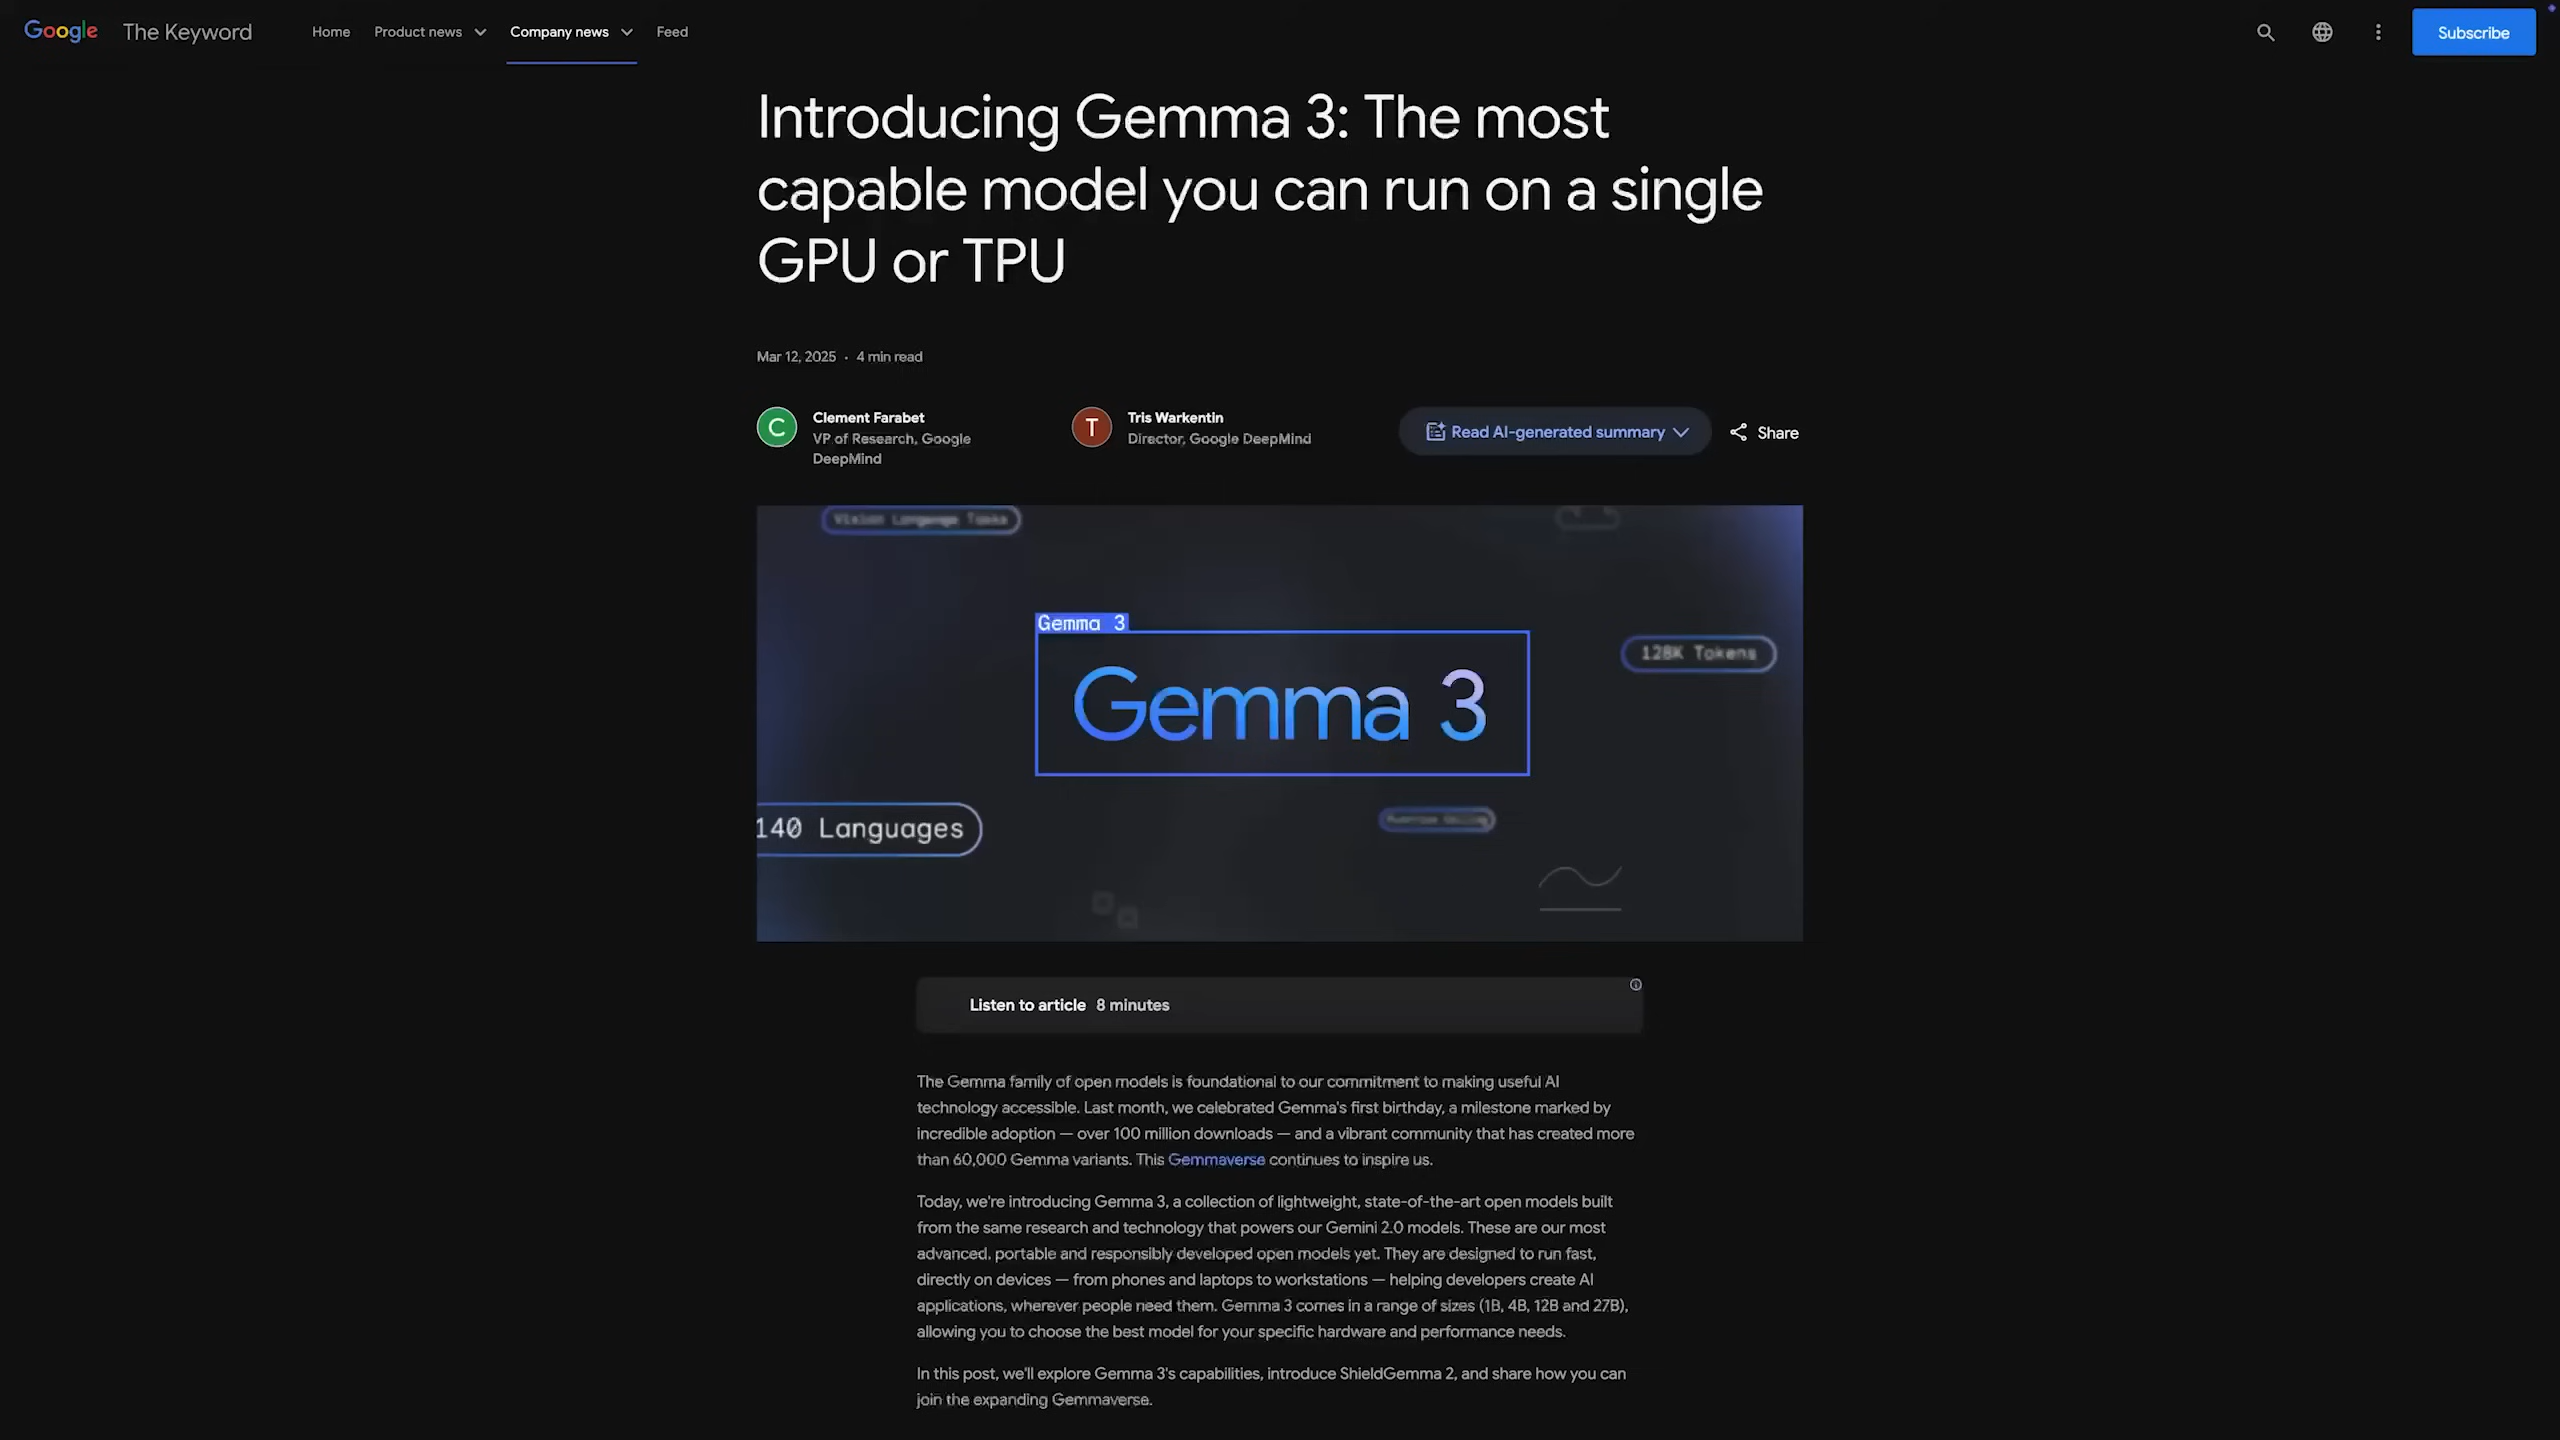 Google The Keyword Home Product news Company news Feed Subscribe
Introducing Gemma 3: The most
capable model you can run on a single
GPU or TPU
Mar 12, 2025 · 4 min read
C
Clement Farabet
VP of Research, Google
DeepMind
T
Tris Warkentin
Director, Google DeepMind
Read AI-generated summary
Share
Vision Language Tasks
Gemma 3
Gemma 3
128K Tokens
140 Languages
Listen to article 8 minutes
The Gemma family of open models is foundational to our commitment to making useful AI
technology accessible. Last month, we celebrated Gemma's first birthday, a milestone marked by
incredible adoption — over 100 million downloads — and a vibrant community that has created more
than 60,000 Gemma variants. This Gemmaverse continues to inspire us.
Today, we're introducing Gemma 3, a collection of lightweight, state-of-the-art open models built
from the same research and technology that powers our Gemini 2.0 models. These are our most
advanced, portable and responsibly developed open models yet. They are designed to run fast,
directly on devices — from phones and laptops to workstations — helping developers create AI
applications, wherever people need them. Gemma 3 comes in a range of sizes (1B, 4B, 12B and 27B),
allowing you to choose the best model for your specific hardware and performance needs.
In this post, we'll explore Gemma 3's capabilities, introduce ShieldGemma 2, and share how you can
join the expanding Gemmaverse.